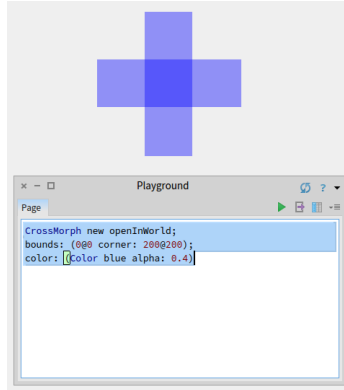 × − □ Playground ? ▾
Page
CrossMorph new openInWorld;
bounds: (0@0 corner: 200@200);
color: (Color blue alpha: 0.4)